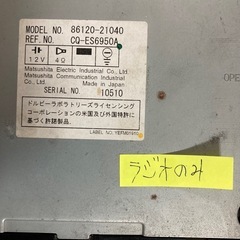 MODEL NO. 86120-21040
REF. NO. CQ-ES6950A
12V 4Ω
Matsushita Electric Industrial Co., Ltd.
Matsushita Communication Industrial Co., Ltd.
Made in Japan
SERIAL NO.
10510
ドルビーラボラトリーズライセンシング
コーポレーションの米国及び外国特許に
基づく許諾製品。
LABEL NO. YEFM051910
OPE
ラジオのみ